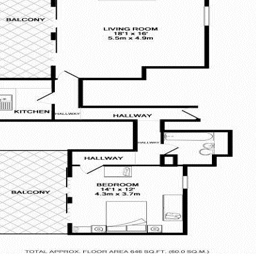 BALCONY
LIVING ROOM
18'1 x 16'
5.5m x 4.9m
KITCHEN
HALLWAY
HALLWAY
HALLWAY
HALLWAY
BEDROOM
14'1 x 12'
4.3m x 3.7m
BALCONY
TOTAL APPROX. FLOOR AREA 646 SQ.FT. (60.0 SQ.M.)